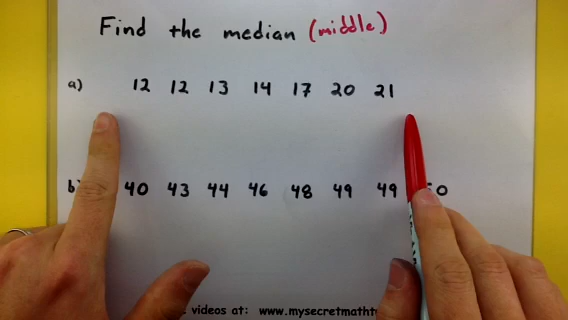 Find the median (middle)
a) 12 12 13 14 17 20 21
b) 40 43 44 46 48 49 49
videos at: www.mysecretmatht